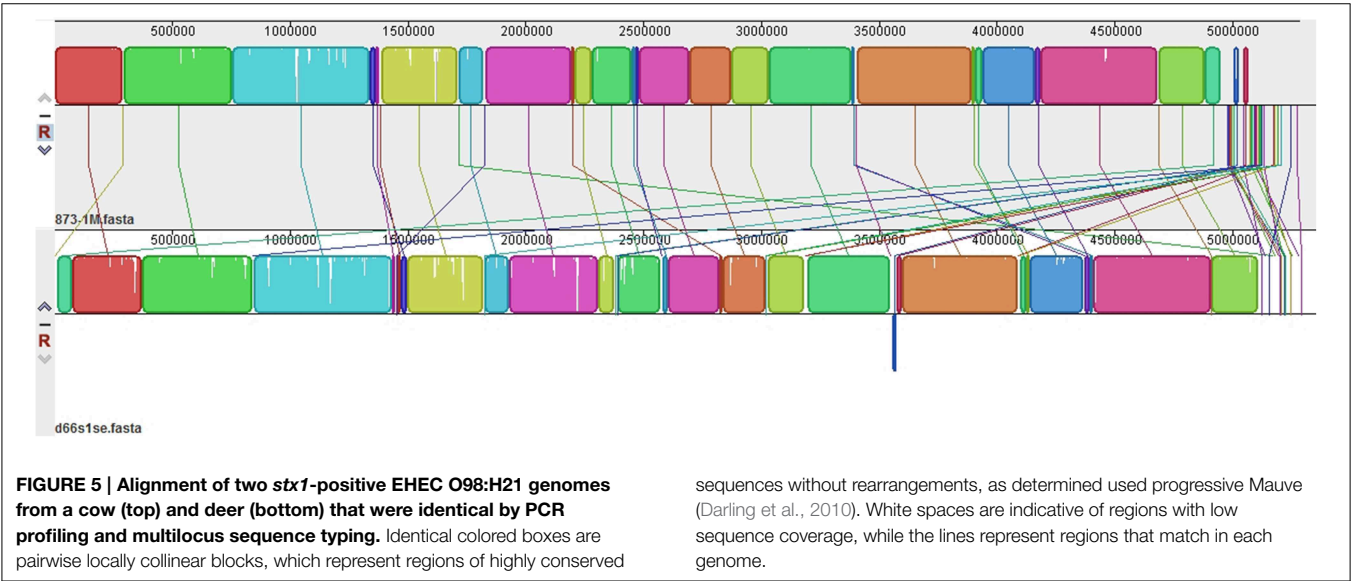 500000 1000000 1500000 2000000 2500000 3000000 3500000 4000000 4500000 5000000
R
873-1M.fasta
500000 1000000 1500000 2000000 2500000 3000000 3500000 4000000 4500000 5000000
R
d66s1se.fasta
FIGURE 5 | Alignment of two stx1-positive EHEC O98:H21 genomes
from a cow (top) and deer (bottom) that were identical by PCR
profiling and multilocus sequence typing. Identical colored boxes are
pairwise locally collinear blocks, which represent regions of highly conserved
sequences without rearrangements, as determined used progressive Mauve
(Darling et al., 2010). White spaces are indicative of regions with low
sequence coverage, while the lines represent regions that match in each
genome.